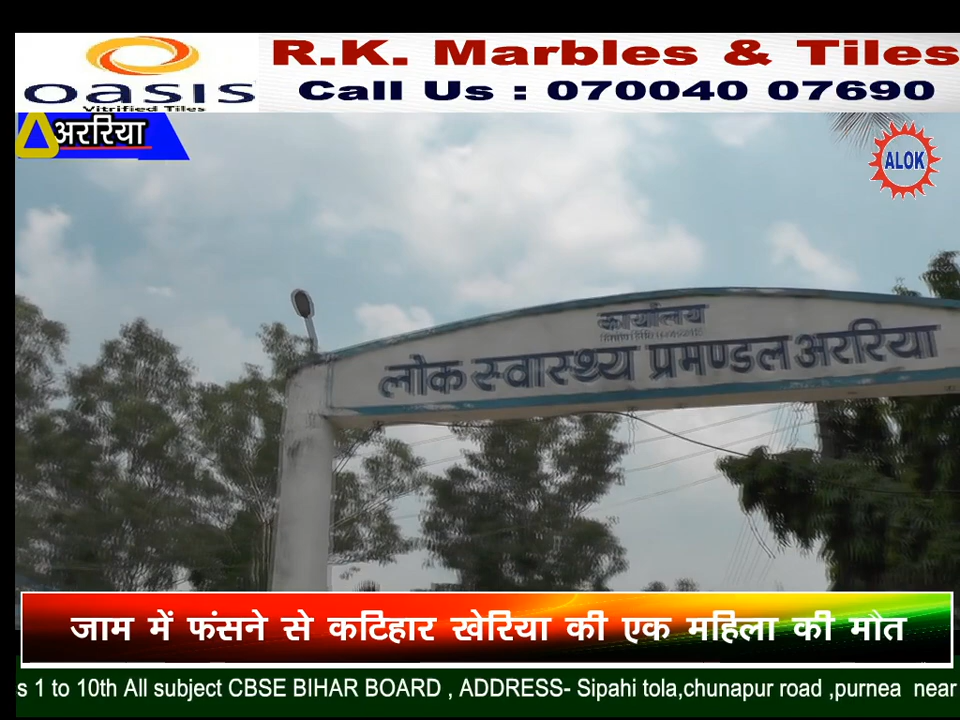 OASIS
Vitrified Tiles
R.K. Marbles & Tiles
Call Us : 070040 07690
अररिया
ALOK
कार्यालय
लोक स्वास्थ्य प्रमण्डल अररिया
जाम में फंसने से कटिहार खेरिया की एक महिला की मौत
s 1 to 10th All subject CBSE BIHAR BOARD , ADDRESS- Sipahi tola,chunapur road ,purnea near